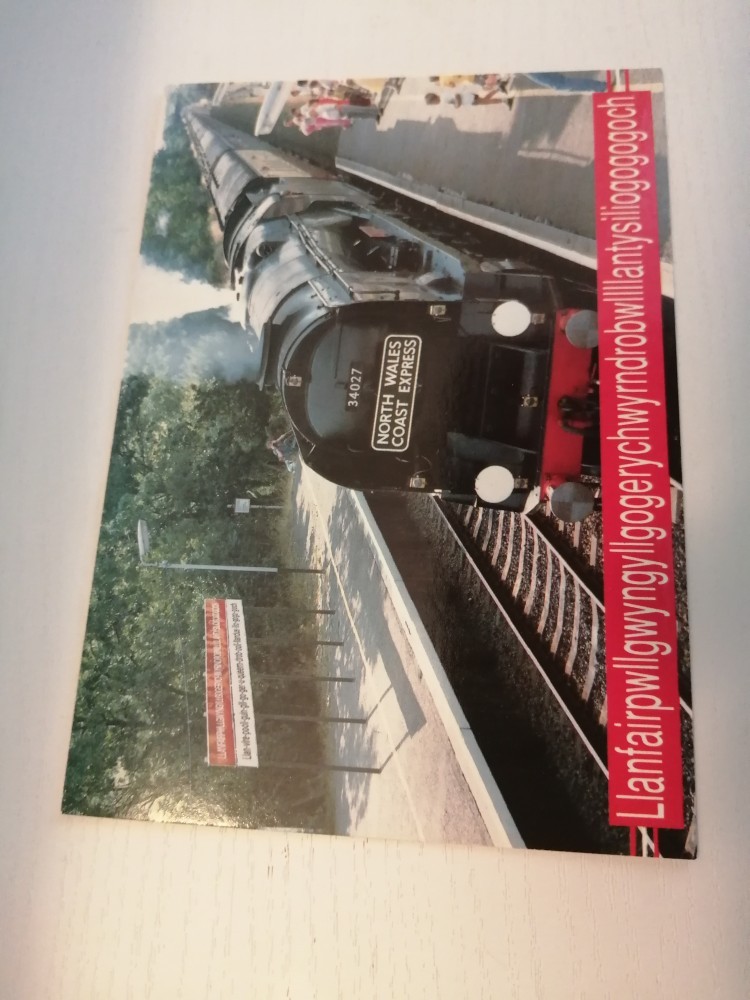 34027
NORTH WALES
COAST EXPRESS
Llanfairpwllgwyngyllgogerychwyrndrobwllllantysiliogogogoch